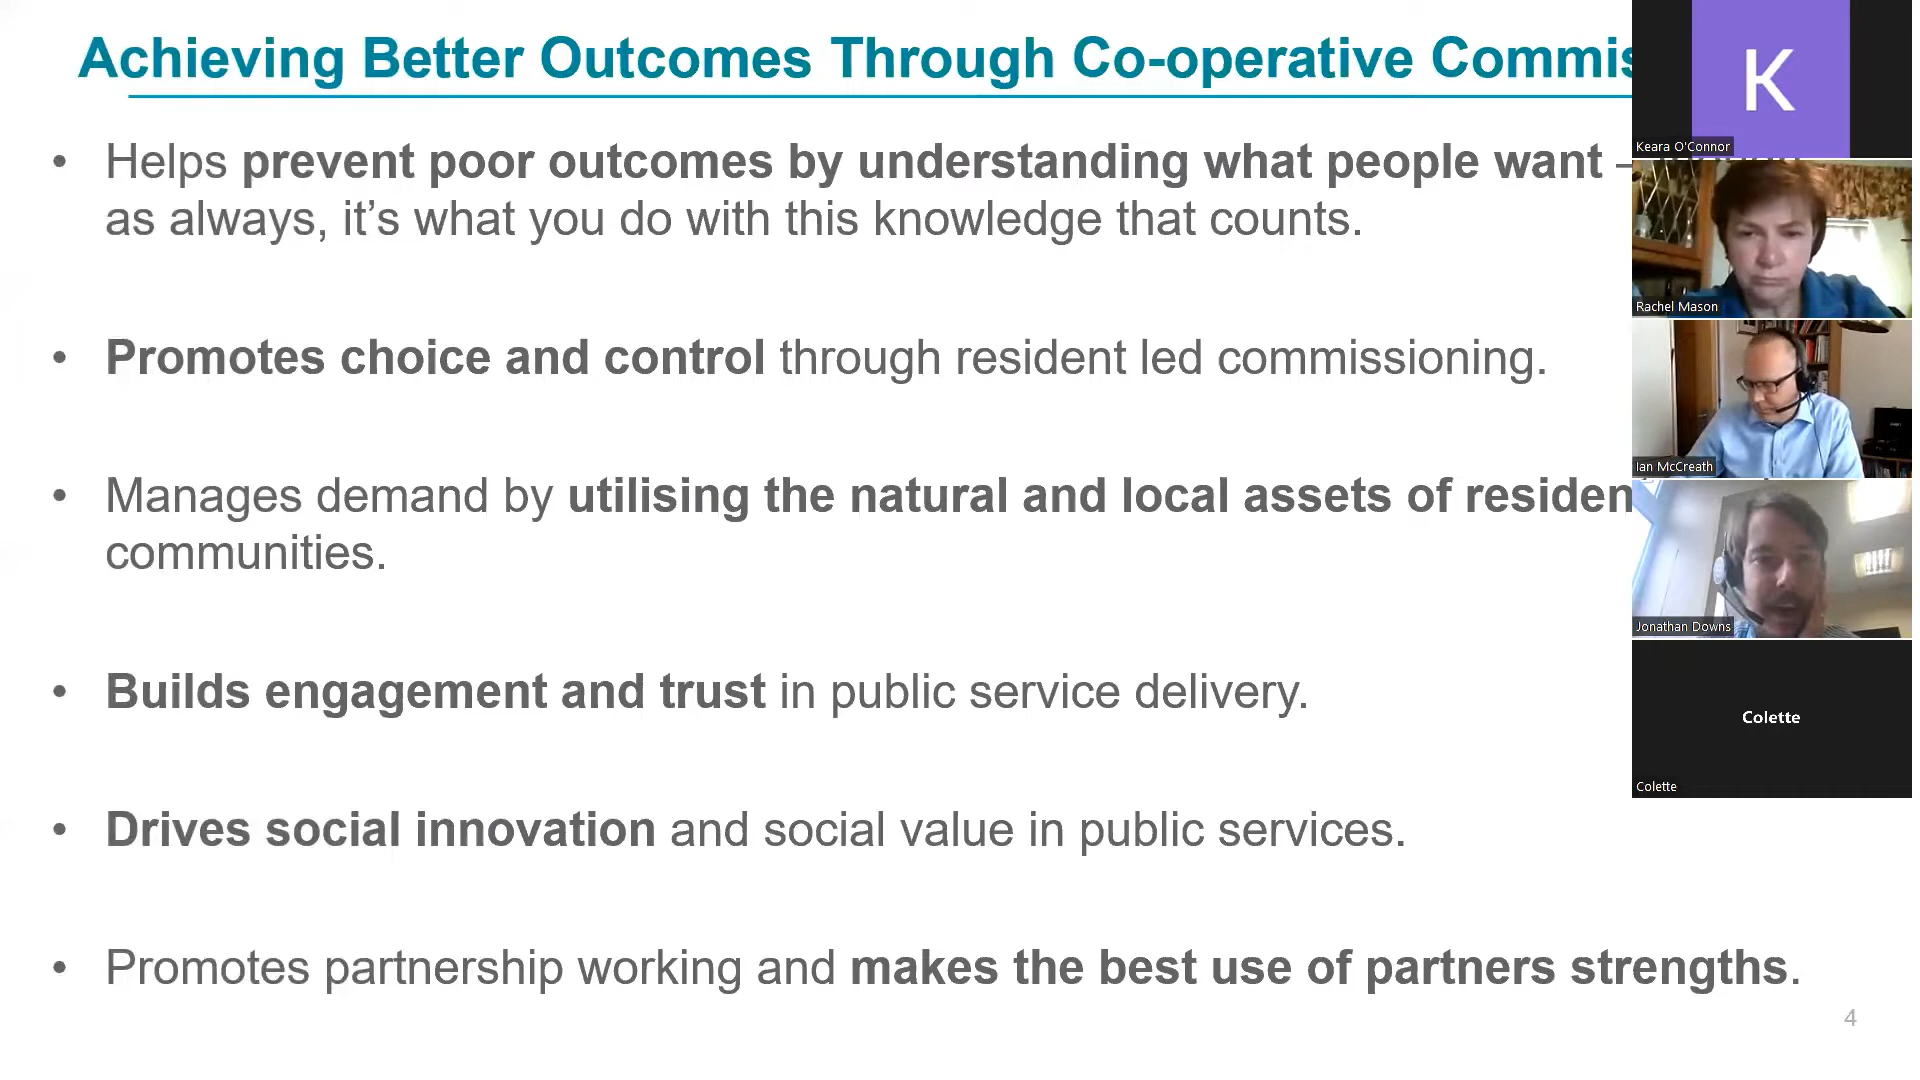 Achieving Better Outcomes Through Co-operative Commis
• Helps prevent poor outcomes by understanding what people want –
as always, it’s what you do with this knowledge that counts.
• Promotes choice and control through resident led commissioning.
• Manages demand by utilising the natural and local assets of residen
communities.
• Builds engagement and trust in public service delivery.
• Drives social innovation and social value in public services.
• Promotes partnership working and makes the best use of partners strengths.
4
K
Keara O'Connor
Rachel Mason
Ian McCreath
Jonathan Downs
Colette
Colette